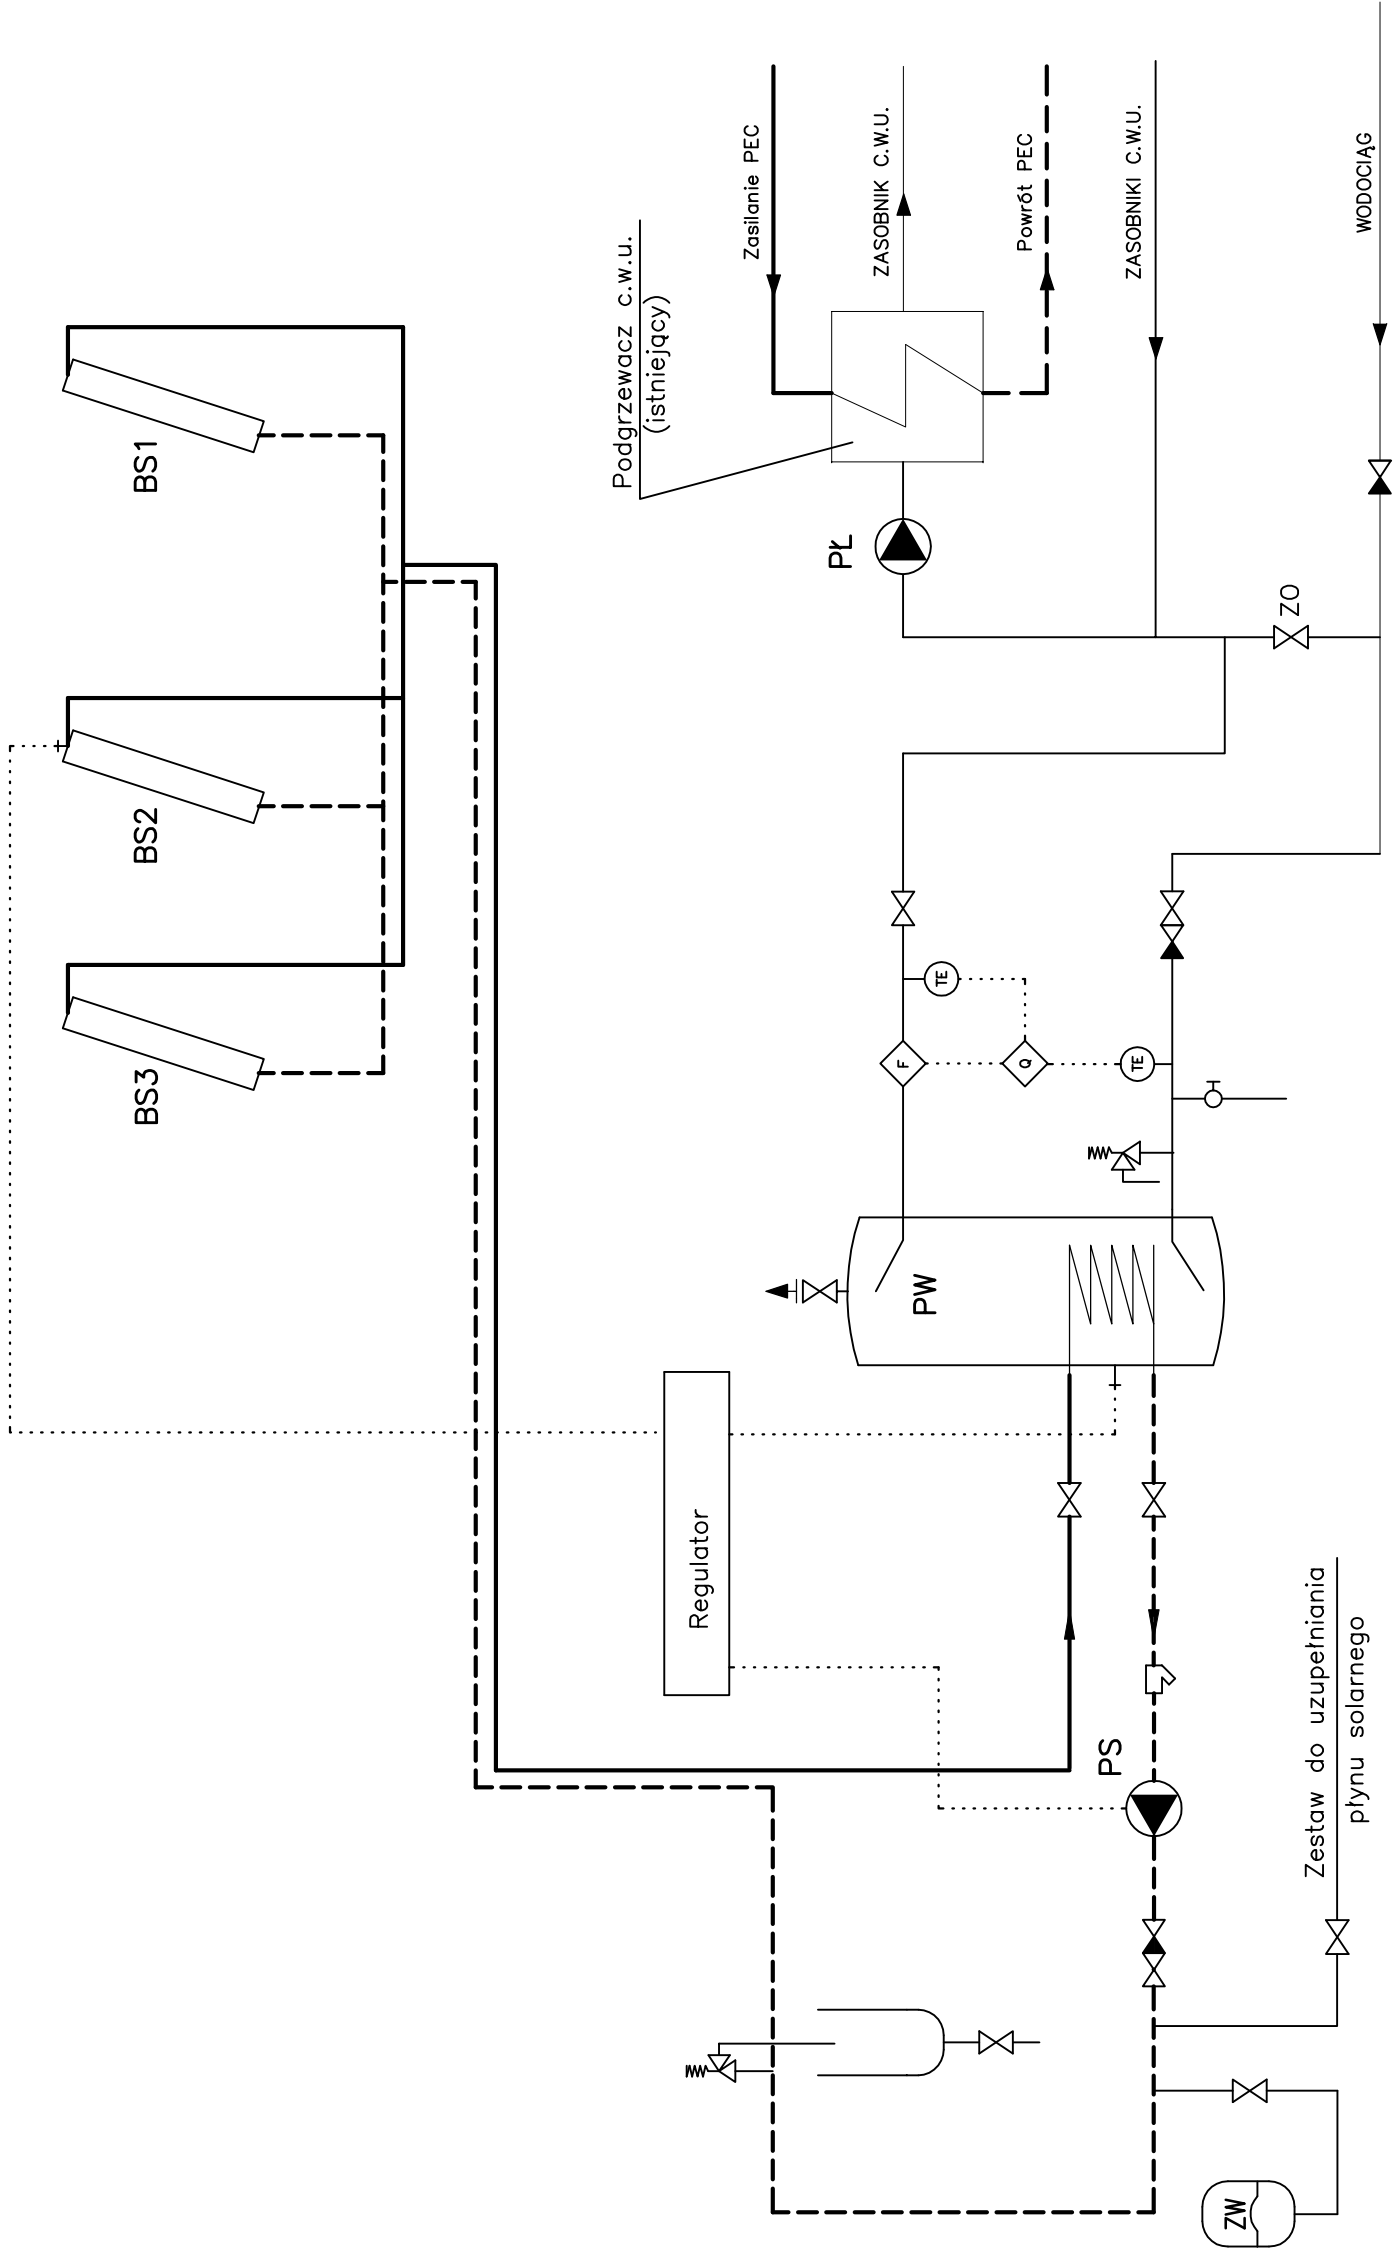 BS3
BS2
BS1
Podgrzewacz c.w.u.
(istniejący)
Zasilanie PEC
ZASOBNIK C.W.U.
Powrót PEC
ZASOBNIKI C.W.U.
WODOCIĄG
PŁ
ZO
TE
F
Q
TE
PW
Regulator
PS
Zestaw do uzupełniania
płynu solarnego
ZW